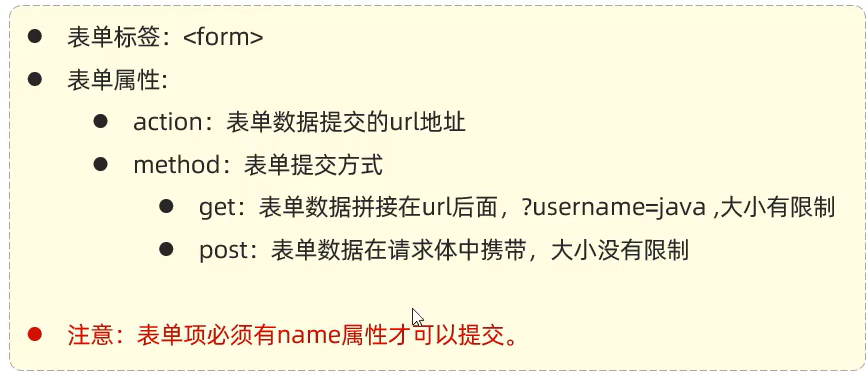 表单标签：<form>
表单属性:
action：表单数据提交的url地址
method：表单提交方式
get：表单数据拼接在url后面，?username=java ,大小有限制
post：表单数据在请求体中携带，大小没有限制
注意：表单项必须有name属性才可以提交。